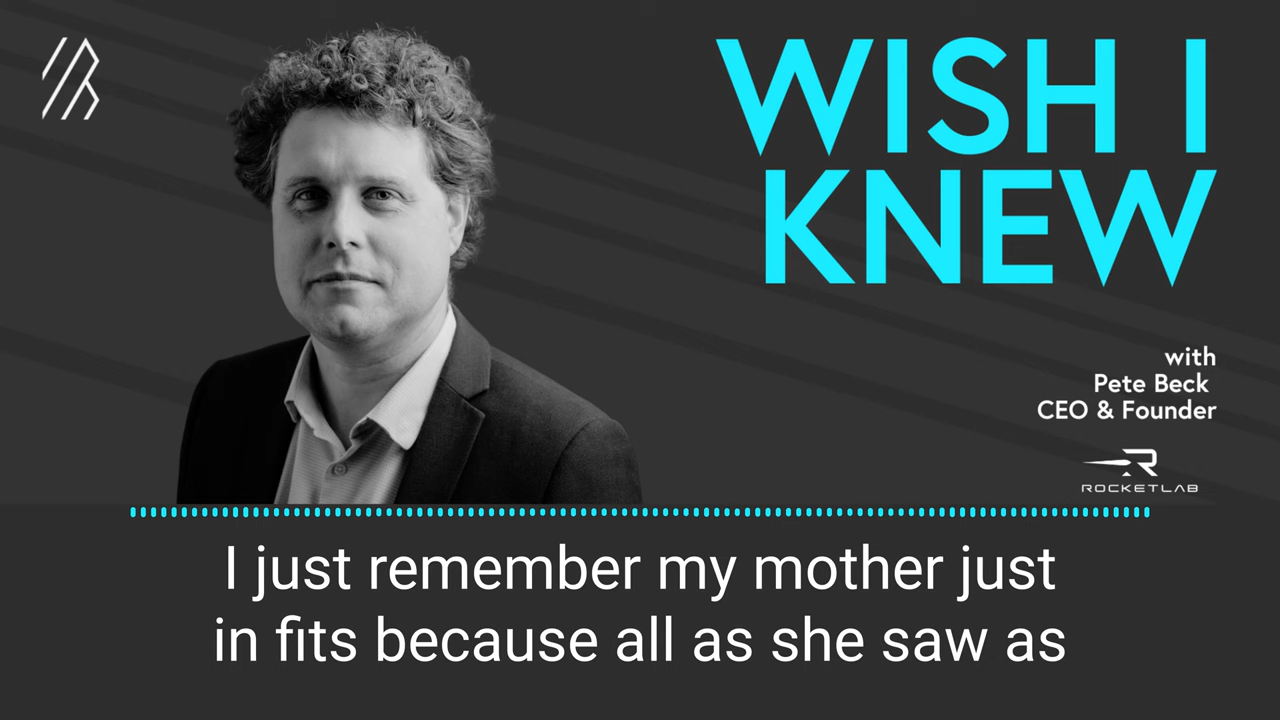 WISH I
KNEW
with
Pete Beck
CEO & Founder
R
ROCKETLAB
I just remember my mother just
in fits because all as she saw as